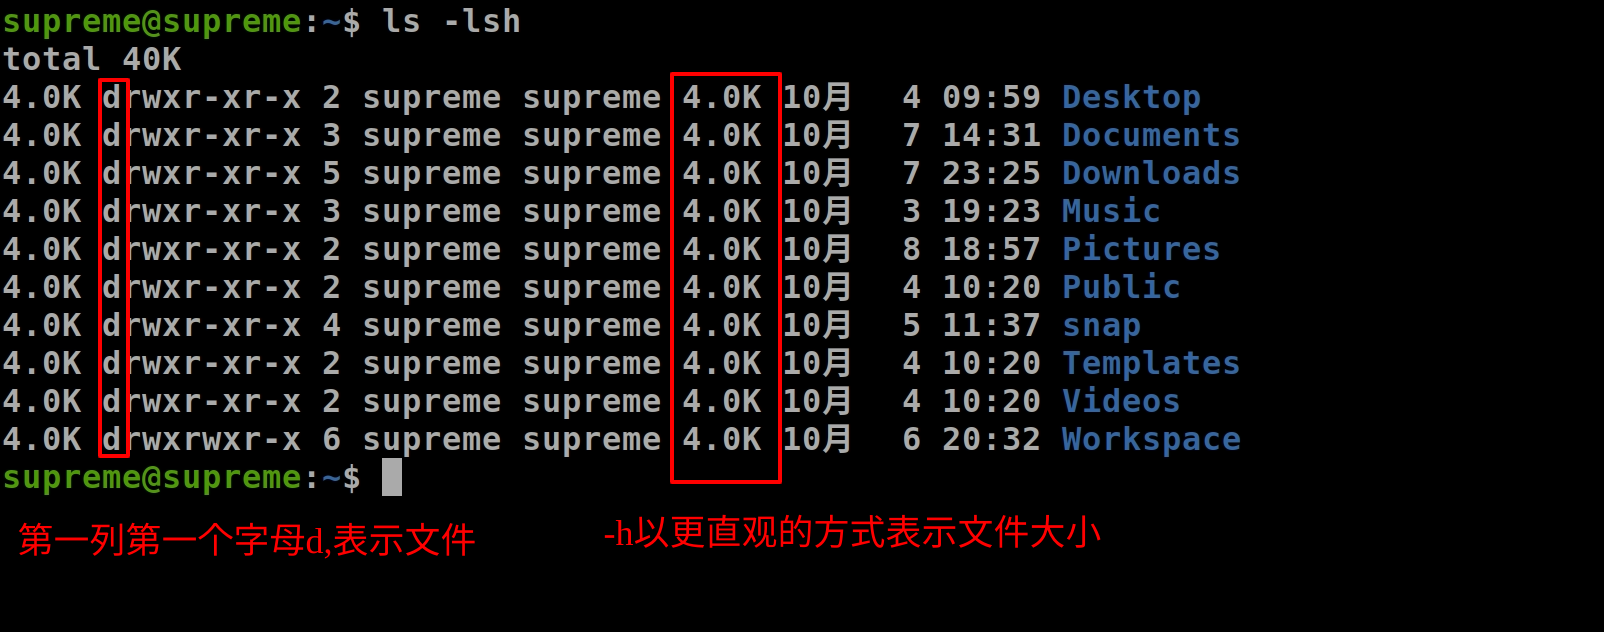 supreme@supreme:~$ ls -lsh
total 40K
4.0K drwxr-xr-x 2 supreme supreme 4.0K 10月  4 09:59 Desktop
4.0K drwxr-xr-x 3 supreme supreme 4.0K 10月  7 14:31 Documents
4.0K drwxr-xr-x 5 supreme supreme 4.0K 10月  7 23:25 Downloads
4.0K drwxr-xr-x 3 supreme supreme 4.0K 10月  3 19:23 Music
4.0K drwxr-xr-x 2 supreme supreme 4.0K 10月  8 18:57 Pictures
4.0K drwxr-xr-x 2 supreme supreme 4.0K 10月  4 10:20 Public
4.0K drwxr-xr-x 4 supreme supreme 4.0K 10月  5 11:37 snap
4.0K drwxr-xr-x 2 supreme supreme 4.0K 10月  4 10:20 Templates
4.0K drwxr-xr-x 2 supreme supreme 4.0K 10月  4 10:20 Videos
4.0K drwxrwxr-x 6 supreme supreme 4.0K 10月  6 20:32 Workspace
supreme@supreme:~$
第一列第一个字母d,表示文件
-h以更直观的方式表示文件大小